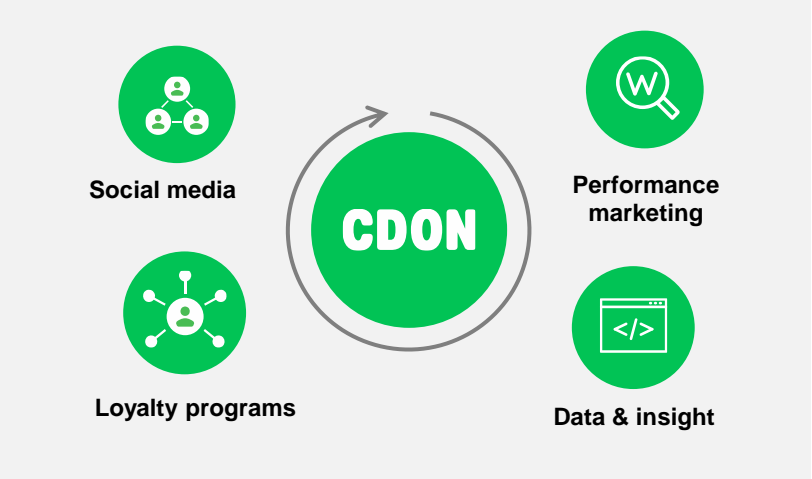 Social media
Loyalty programs
CDON
W
Performance
marketing
</>
Data & insight